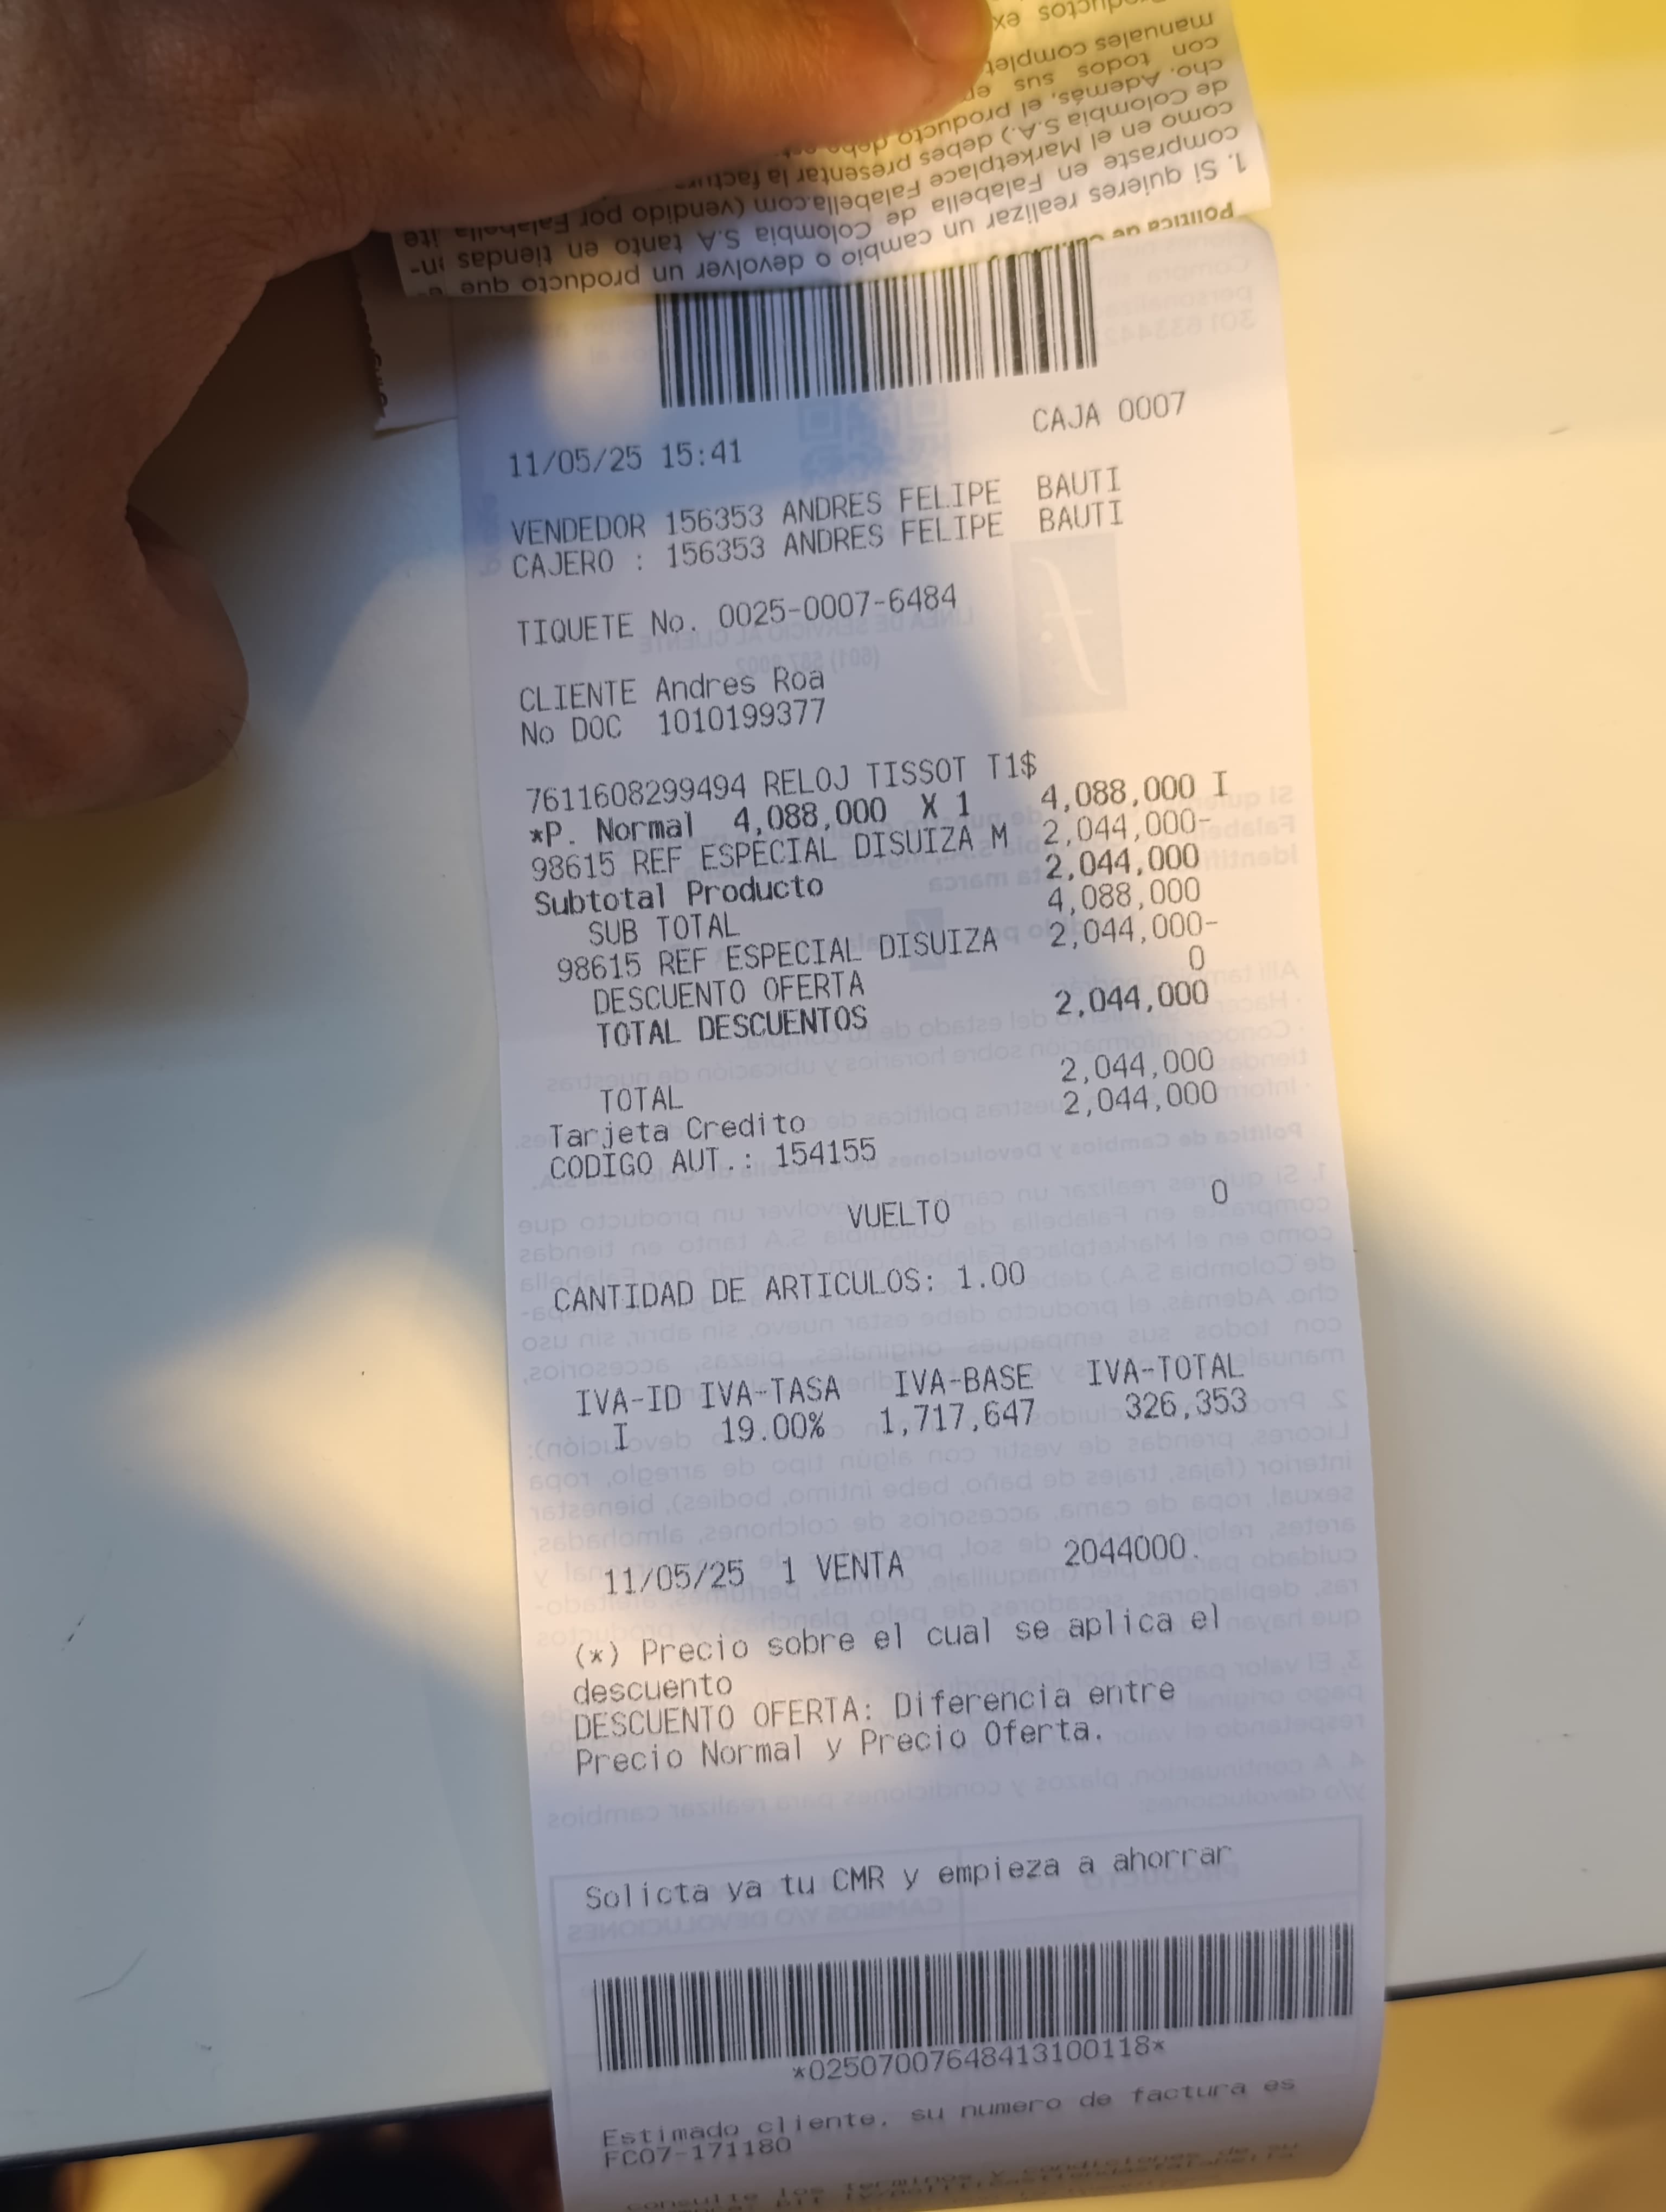 1. Si quieres realizar un cambio o devolver un producto que
compraste en Falabella de Colombia S.A tanto en tiendas
como en el Marketplace Falabella.com (vendido por Falabella
de Colombia S.A.) debes presentar la
cho. Además, el producto
con todos sus
manuales
11/05/25 15:41 CAJA 0007
VENDEDOR 156353 ANDRES FELIPE BAUTI
CAJERO : 156353 ANDRES FELIPE BAUTI
TIQUETE No. 0025-0007-6484
CLIENTE Andres Roa
No DOC 1010199377
7611608299494 RELOJ TISSOT T1$
*P. Normal 4,088,000 X 1 4,088,000 I
98615 REF ESPECIAL DISUIZA M 2,044,000-
Subtotal Producto 2,044,000
SUB TOTAL 4,088,000
98615 REF ESPECIAL DISUIZA 2,044,000-
DESCUENTO OFERTA 0
TOTAL DESCUENTOS 2,044,000
TOTAL 2,044,000
Tarjeta Credito 2,044,000
CODIGO AUT.: 154155
VUELTO 0
CANTIDAD DE ARTICULOS: 1.00
IVA-ID IVA-TASA IVA-BASE IVA-TOTAL
I 19.00% 1,717,647 326,353
11/05/25 1 VENTA 2044000.
(*) Precio sobre el cual se aplica el
descuento
DESCUENTO OFERTA: Diferencia entre
Precio Normal y Precio Oferta.
Solicta ya tu CMR y empieza a ahorrar
*02507007648413100118*
Estimado cliente, su numero de factura es
FC07-171180